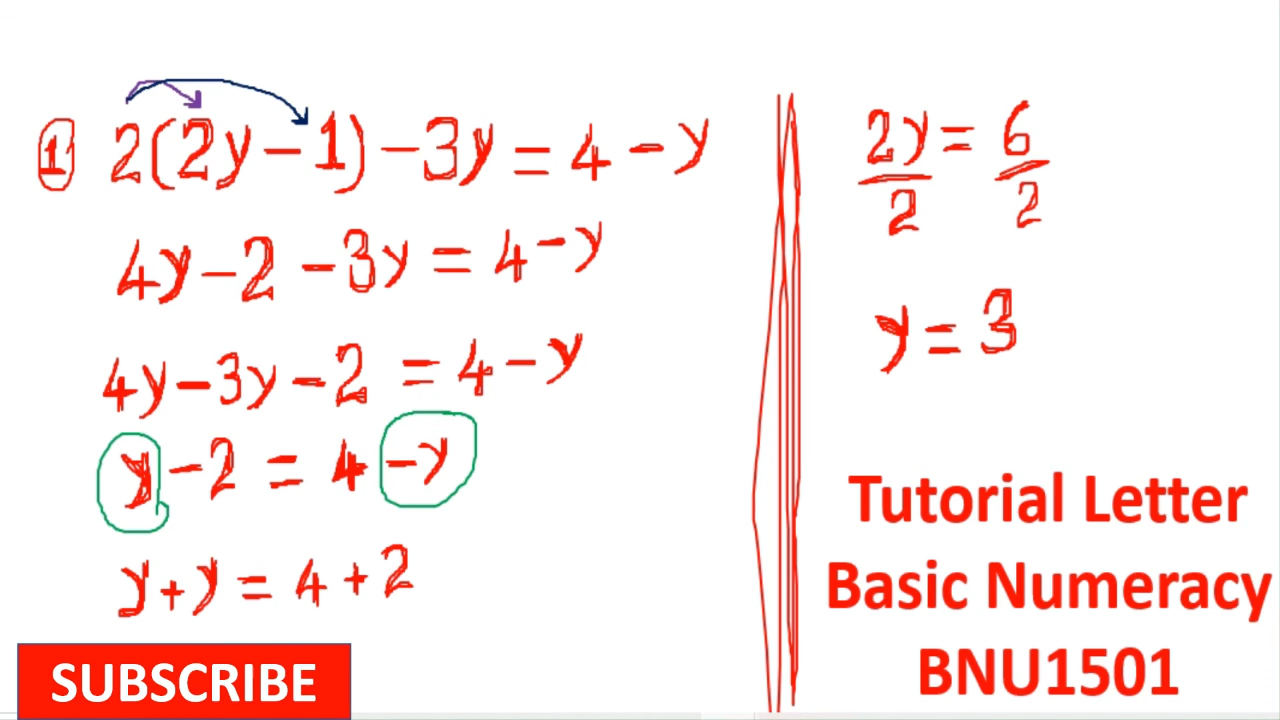 1 2(2y - 1) - 3y = 4 - y
4y - 2 - 3y = 4 - y
4y - 3y - 2 = 4 - y
y - 2 = 4 - y
y + y = 4 + 2
SUBSCRIBE
2y/2 = 6/2
y = 3
Tutorial Letter
Basic Numeracy
BNU1501